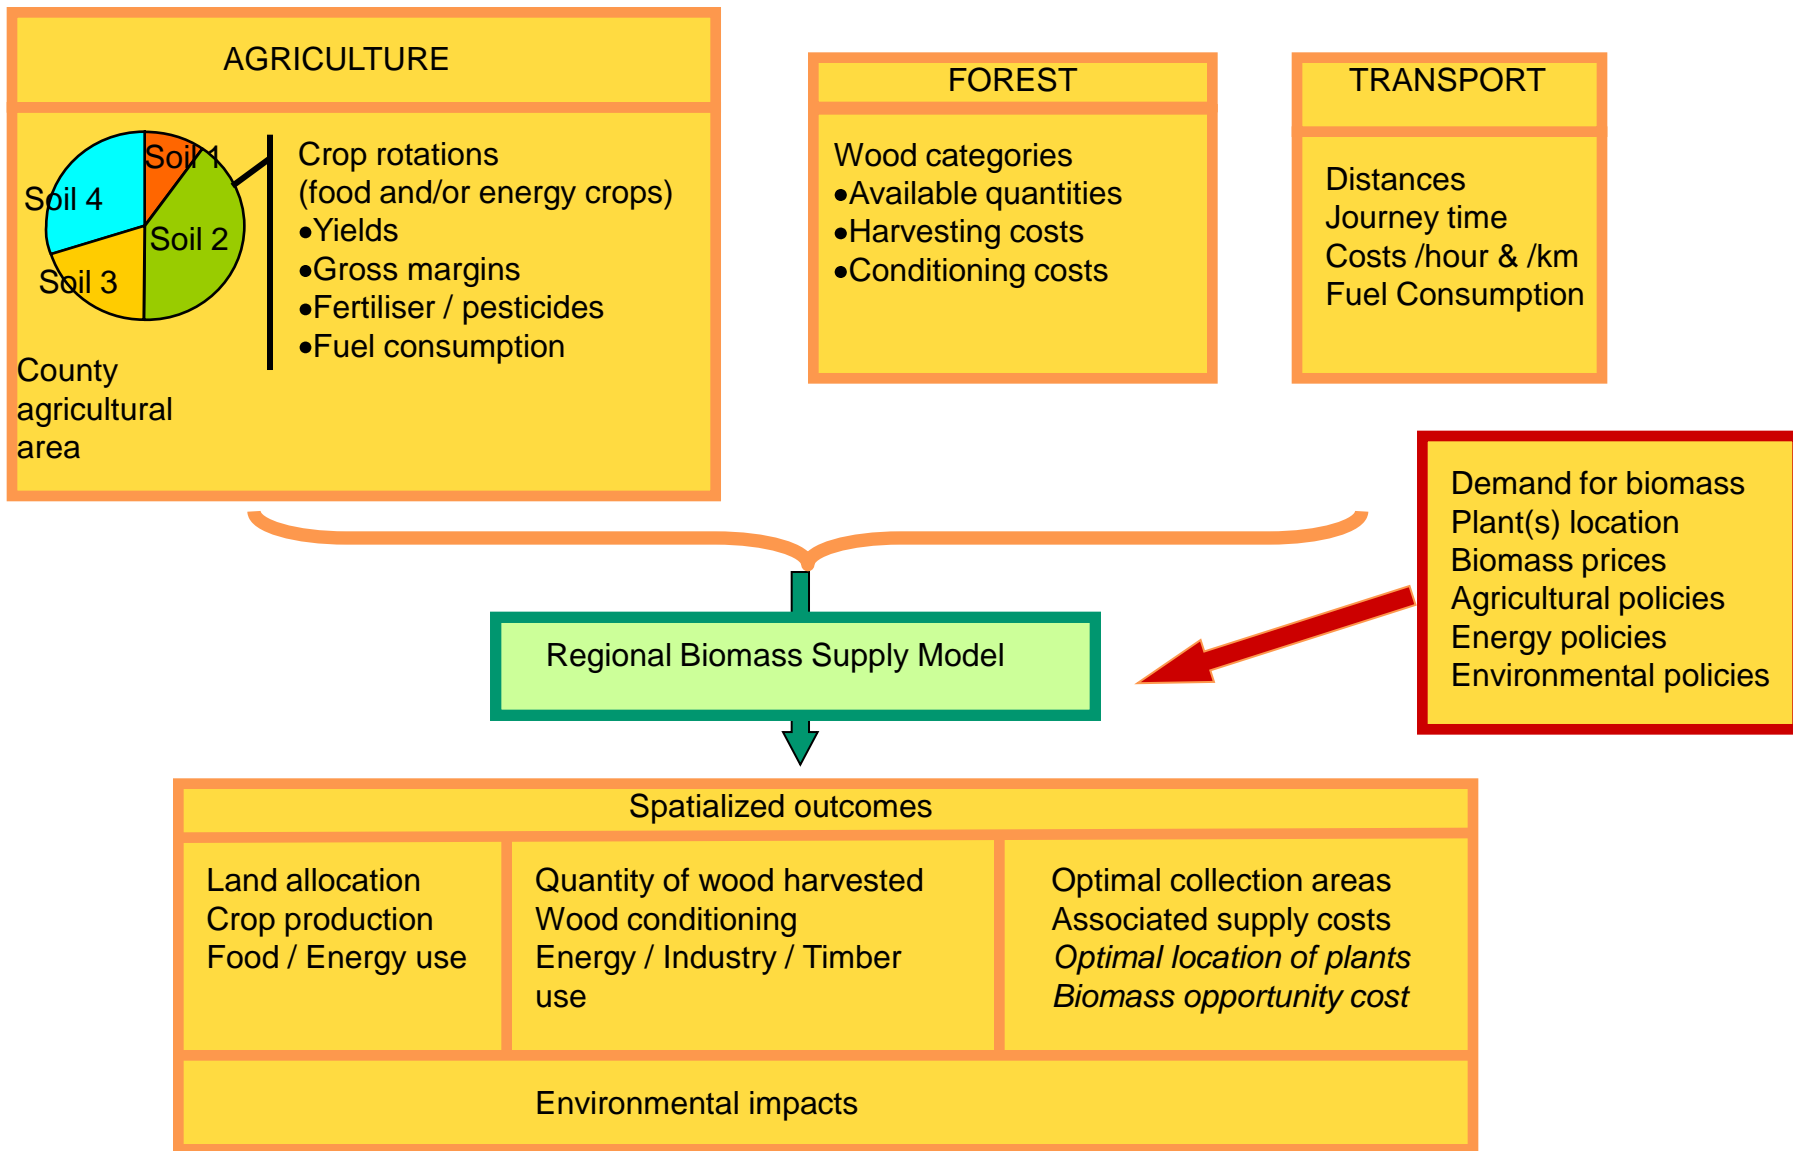 AGRICULTURE
Soil 1
Soil 2
Soil 3
Soil 4
County
agricultural
area
Crop rotations
(food and/or energy crops)
•Yields
•Gross margins
•Fertiliser / pesticides
•Fuel consumption
FOREST
Wood categories
•Available quantities
•Harvesting costs
•Conditioning costs
TRANSPORT
Distances
Journey time
Costs /hour & /km
Fuel Consumption
Demand for biomass
Plant(s) location
Biomass prices
Agricultural policies
Energy policies
Environmental policies
Regional Biomass Supply Model
Spatialized outcomes
Land allocation
Crop production
Food / Energy use
Quantity of wood harvested
Wood conditioning
Energy / Industry / Timber
use
Optimal collection areas
Associated supply costs
Optimal location of plants
Biomass opportunity cost
Environmental impacts